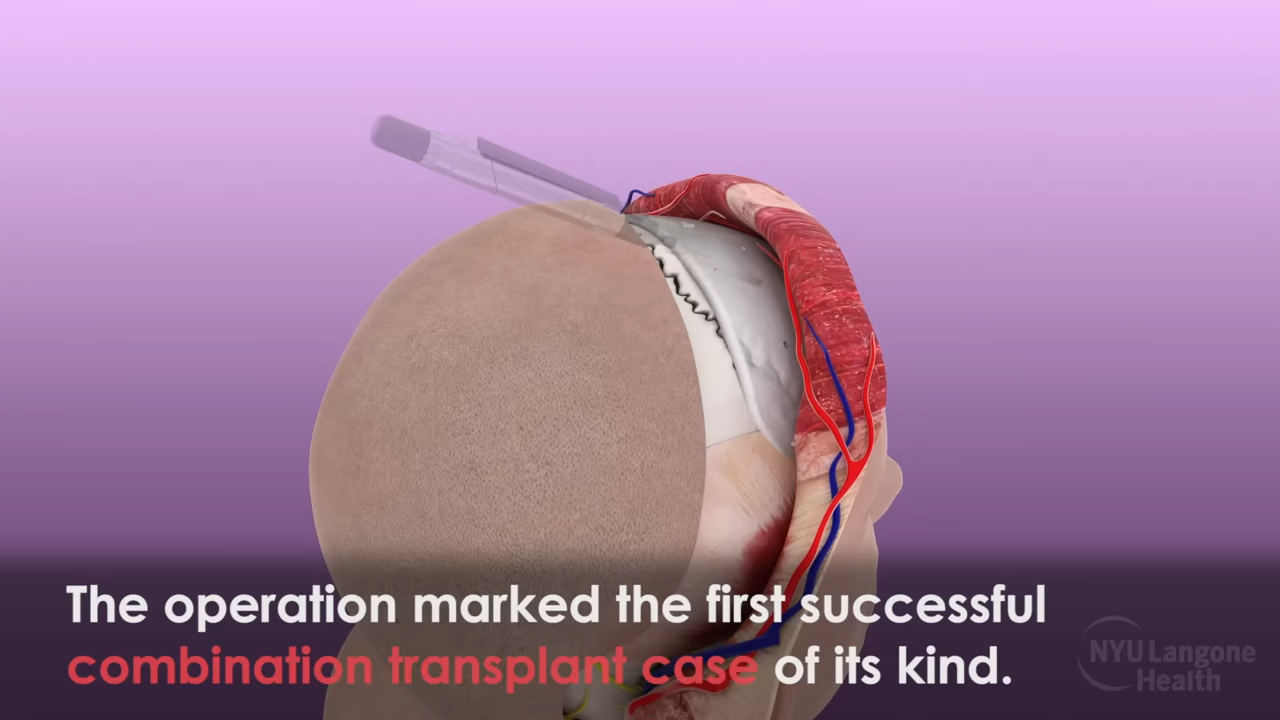 The operation marked the first successful
combination transplant case of its kind.
NYU Langone
Health